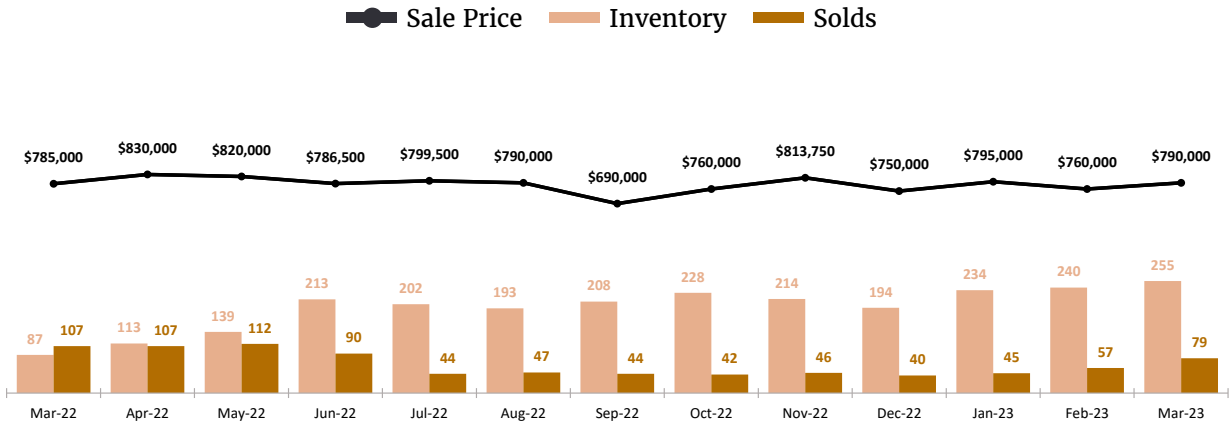 Sale Price Inventory Solds
$785,000 $830,000 $820,000 $786,500 $799,500 $790,000 $690,000 $760,000 $813,750 $750,000 $795,000 $760,000 $790,000
87 107 113 107 139 112 213 90 202 44 193 47 208 44 228 42 214 46 194 40 234 45 240 57 255 79
Mar-22 Apr-22 May-22 Jun-22 Jul-22 Aug-22 Sep-22 Oct-22 Nov-22 Dec-22 Jan-23 Feb-23 Mar-23